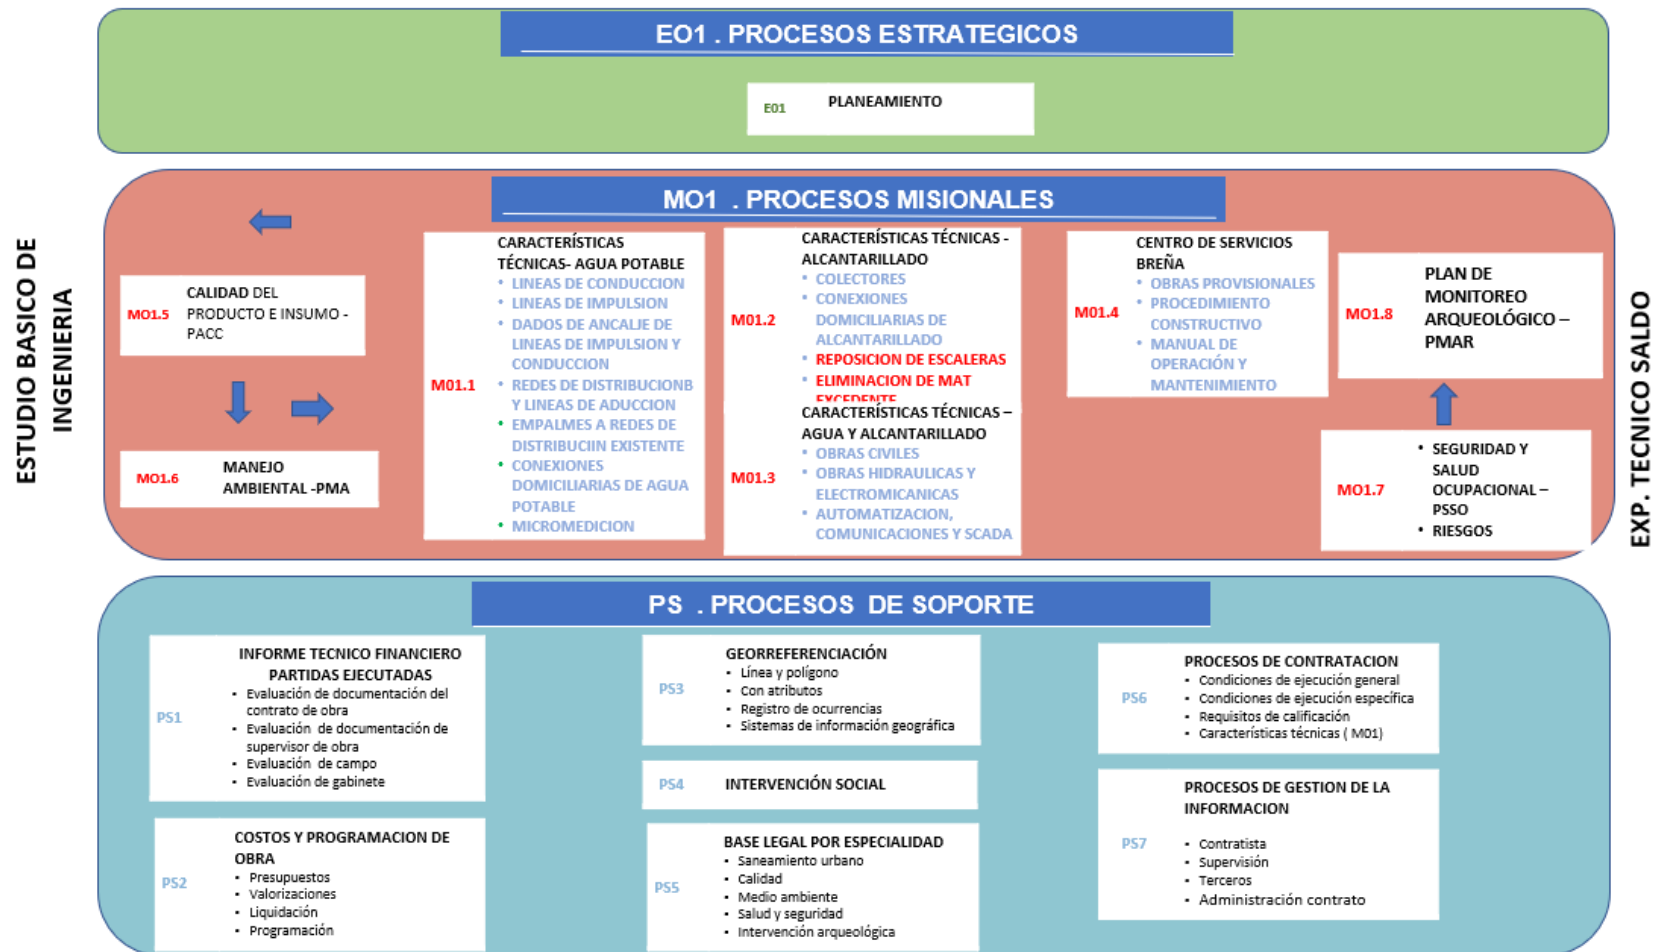 EO1 . PROCESOS ESTRATEGICOS
E01
PLANEAMIENTO
ESTUDIO BASICO DE
INGENIERIA
MO1 . PROCESOS MISIONALES
MO1.5
CALIDAD DEL
PRODUCTO E INSUMO -
PACC
MO1.6
MANEJO
AMBIENTAL -PMA
M01.1
CARACTERÍSTICAS
TÉCNICAS- AGUA POTABLE
• LINEAS DE CONDUCCION
• LINEAS DE IMPULSION
• DADOS DE ANCALJE DE
LINEAS DE IMPULSION Y
CONDUCCION
• REDES DE DISTRIBUCIONB
Y LINEAS DE ADUCCION
• EMPALMES A REDES DE
DISTRIBUCIIN EXISTENTE
• CONEXIONES
DOMICILIARIAS DE AGUA
POTABLE
• MICROMEDICION
M01.2
CARACTERÍSTICAS TÉCNICAS -
ALCANTARILLADO
• COLECTORES
• CONEXIONES
DOMICILIARIAS DE
ALCANTARILLADO
• REPOSICION DE ESCALERAS
• ELIMINACION DE MAT
EXCEDENTE
M01.3
CARACTERÍSTICAS TÉCNICAS –
AGUA Y ALCANTARILLADO
• OBRAS CIVILES
• OBRAS HIDRAULICAS Y
ELECTROMICANICAS
• AUTOMATIZACION,
COMUNICACIONES Y SCADA
MO1.4
CENTRO DE SERVICIOS
BREÑA
• OBRAS PROVISIONALES
• PROCEDIMIENTO
CONSTRUCTIVO
• MANUAL DE
OPERACIÓN Y
MANTENIMIENTO
MO1.8
PLAN DE
MONITOREO
ARQUEOLÓGICO –
PMAR
MO1.7
• SEGURIDAD Y
SALUD
OCUPACIONAL –
PSSO
• RIESGOS
EXP. TECNICO SALDO
PS . PROCESOS DE SOPORTE
PS1
INFORME TECNICO FINANCIERO
PARTIDAS EJECUTADAS
▪ Evaluación de documentación del
contrato de obra
▪ Evaluación de documentación de
supervisor de obra
▪ Evaluación de campo
▪ Evaluación de gabinete
PS2
COSTOS Y PROGRAMACION DE
OBRA
▪ Presupuestos
▪ Valorizaciones
▪ Liquidación
▪ Programación
PS3
GEORREFERENCIACIÓN
▪ Línea y polígono
▪ Con atributos
▪ Registro de ocurrencias
▪ Sistemas de información geográfica
PS4
INTERVENCIÓN SOCIAL
PS5
BASE LEGAL POR ESPECIALIDAD
▪ Saneamiento urbano
▪ Calidad
▪ Medio ambiente
▪ Salud y seguridad
▪ Intervención arqueológica
PS6
PROCESOS DE CONTRATACION
▪ Condiciones de ejecución general
▪ Condiciones de ejecución específica
▪ Requisitos de calificación
▪ Características técnicas ( M01)
PS7
PROCESOS DE GESTION DE LA
INFORMACION
▪ Contratista
▪ Supervisión
▪ Terceros
▪ Administración contrato